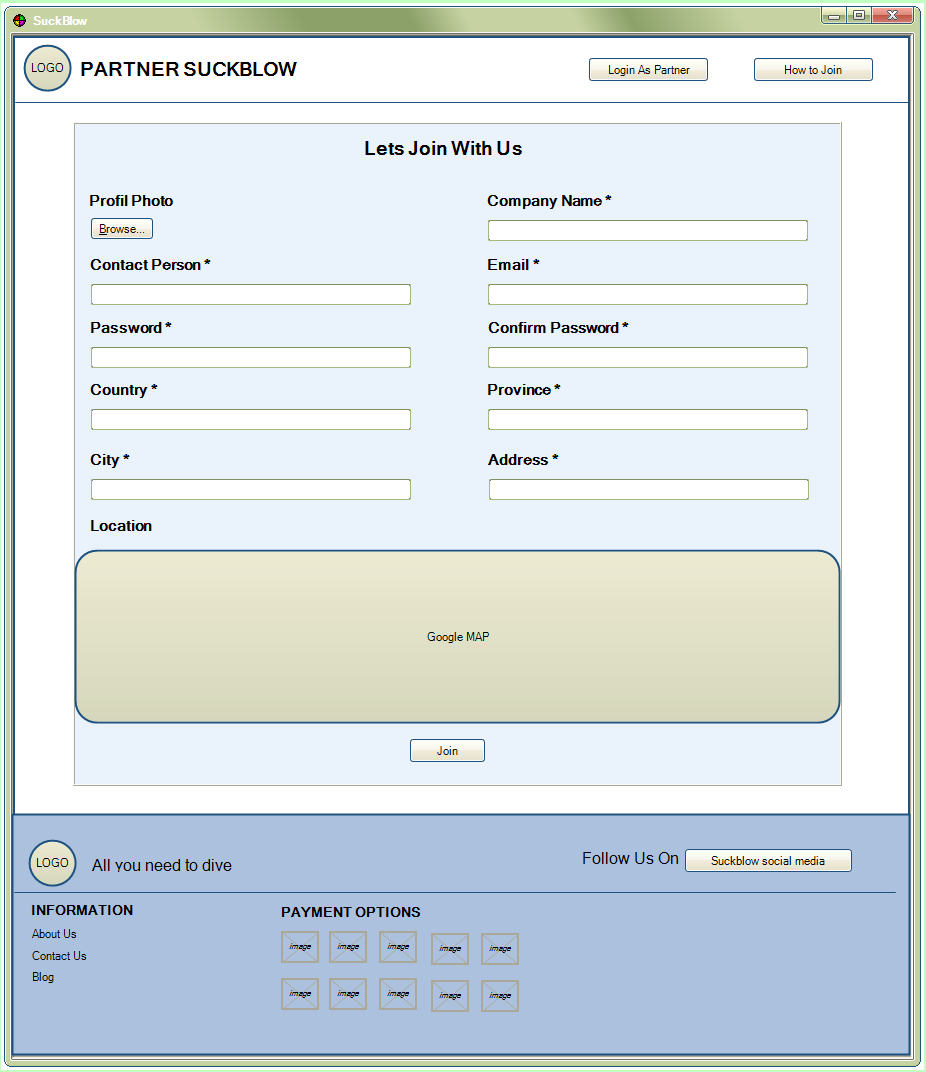 SuckBlow
LOGO
PARTNER SUCKBLOW
Login As Partner
How to Join
Lets Join With Us
Profil Photo
Company Name *
Browse...
Contact Person *
Email *
Password *
Confirm Password *
Country *
Province *
City *
Address *
Location
Google MAP
Join
LOGO
All you need to dive
Follow Us On
Suckblow social media
INFORMATION
PAYMENT OPTIONS
About Us
Contact Us
Blog
image image image image image
image image image image image